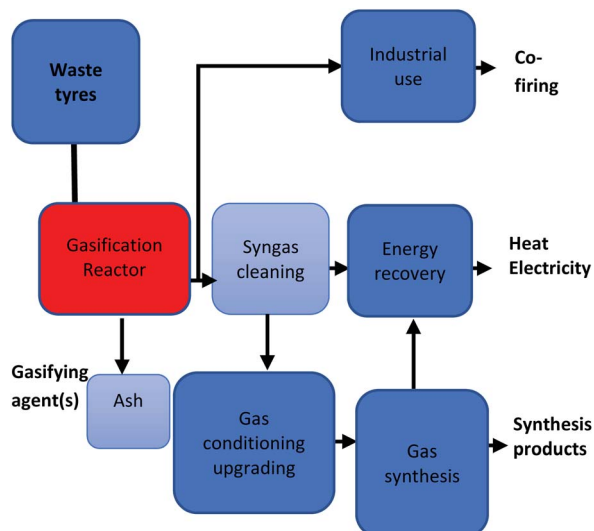 Waste
tyres
Industrial
use
Co-
firing
Gasification
Reactor
Syngas
cleaning
Energy
recovery
Heat
Electricity
Gasifying
agent(s)
Ash
Gas
conditioning
upgrading
Gas
synthesis
Synthesis
products